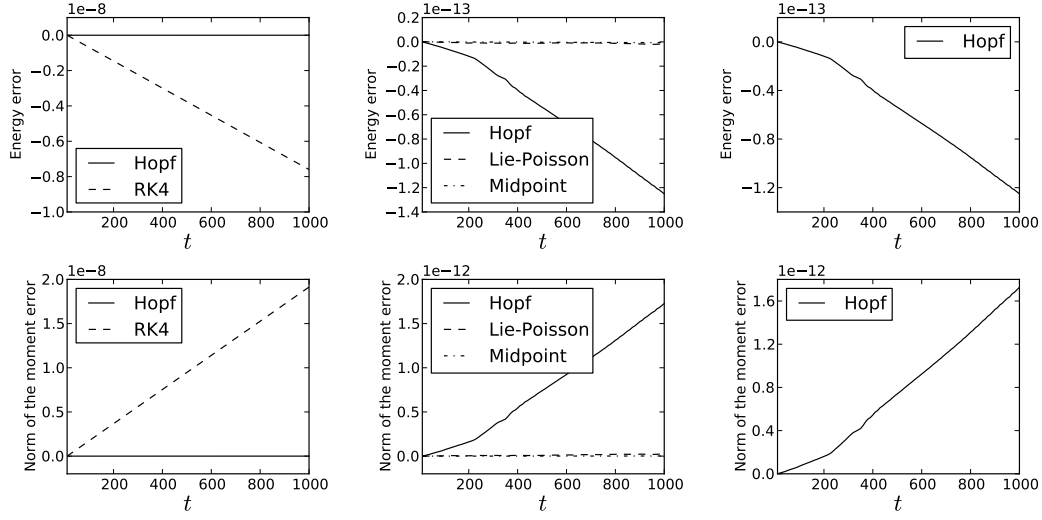 1e−8
Energy error
0.0
−0.2
−0.4
−0.6
−0.8
−1.0
Hopf
RK4
200 400 600 800 1000
t
1e−13
Energy error
0.2
0.0
−0.2
−0.4
−0.6
−0.8
−1.0
−1.2
−1.4
Hopf
Lie-Poisson
Midpoint
200 400 600 800 1000
t
1e−13
Energy error
0.0
−0.4
−0.8
−1.2
Hopf
200 400 600 800 1000
t
1e−8
Norm of the moment error
2.0
1.5
1.0
0.5
0.0
Hopf
RK4
200 400 600 800 1000
t
1e−12
Norm of the moment error
2.0
1.5
1.0
0.5
0.0
Hopf
Lie-Poisson
Midpoint
200 400 600 800 1000
t
1e−12
Norm of the moment error
1.6
1.2
0.8
0.4
0.0
Hopf
200 400 600 800 1000
t